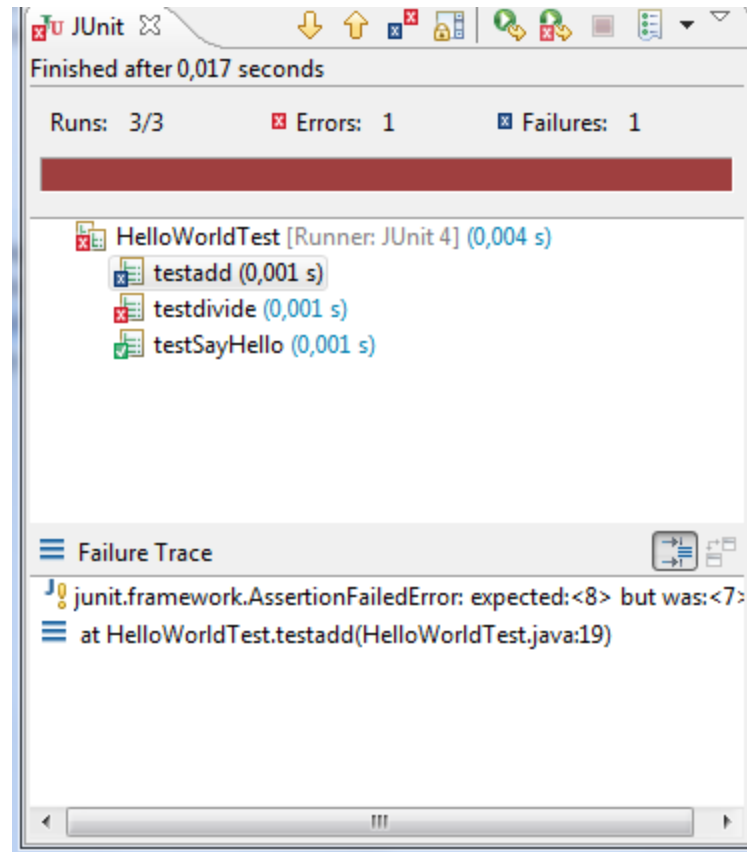 JUnit
Finished after 0,017 seconds
Runs: 3/3 Errors: 1 Failures: 1
HelloWorldTest [Runner: JUnit 4] (0,004 s)
testadd (0,001 s)
testdivide (0,001 s)
testSayHello (0,001 s)
Failure Trace
junit.framework.AssertionFailedError: expected:<8> but was:<7>
at HelloWorldTest.testadd(HelloWorldTest.java:19)